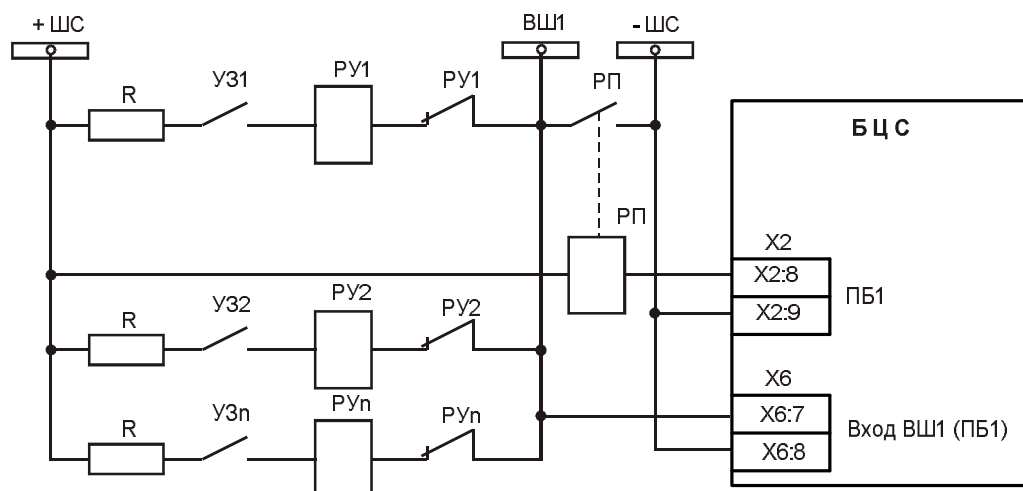 + ШС ВШ1 - ШС
R УЗ1 РУ1 РУ1 РП
БЦС
РП
X2
X2:8
X2:9
ПБ1
R УЗ2 РУ2 РУ2
X6
X6:7
X6:8
Вход ВШ1 (ПБ1)
R УЗn РУn РУn